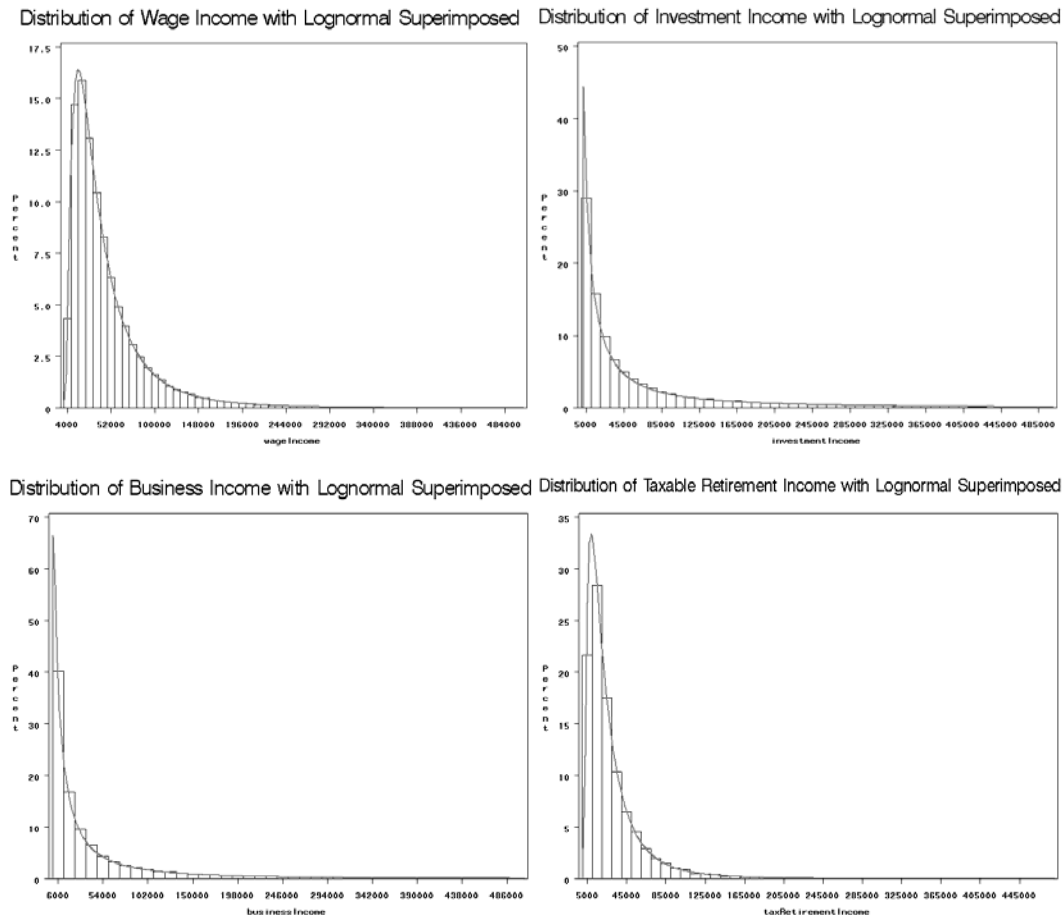 Distribution of Wage Income with Lognormal Superimposed
17.5
15.0
12.5
10.0
7.5
5.0
2.5
0
Percent
4000 52000 100000 148000 196000 244000 292000 340000 388000 436000 484000
wageIncome
Distribution of Investment Income with Lognormal Superimposed
50
40
30
20
10
0
Percent
5000 45000 85000 125000 165000 205000 245000 285000 325000 365000 405000 445000 485000
investmentIncome
Distribution of Business Income with Lognormal Superimposed
70
60
50
40
30
20
10
0
Percent
6000 54000 102000 150000 198000 246000 294000 342000 390000 438000 486000
businessIncome
Distribution of Taxable Retirement Income with Lognormal Superimposed
35
30
25
20
15
10
5
0
Percent
5000 45000 85000 125000 165000 205000 245000 285000 325000 365000 405000 445000
taxRetirementIncome